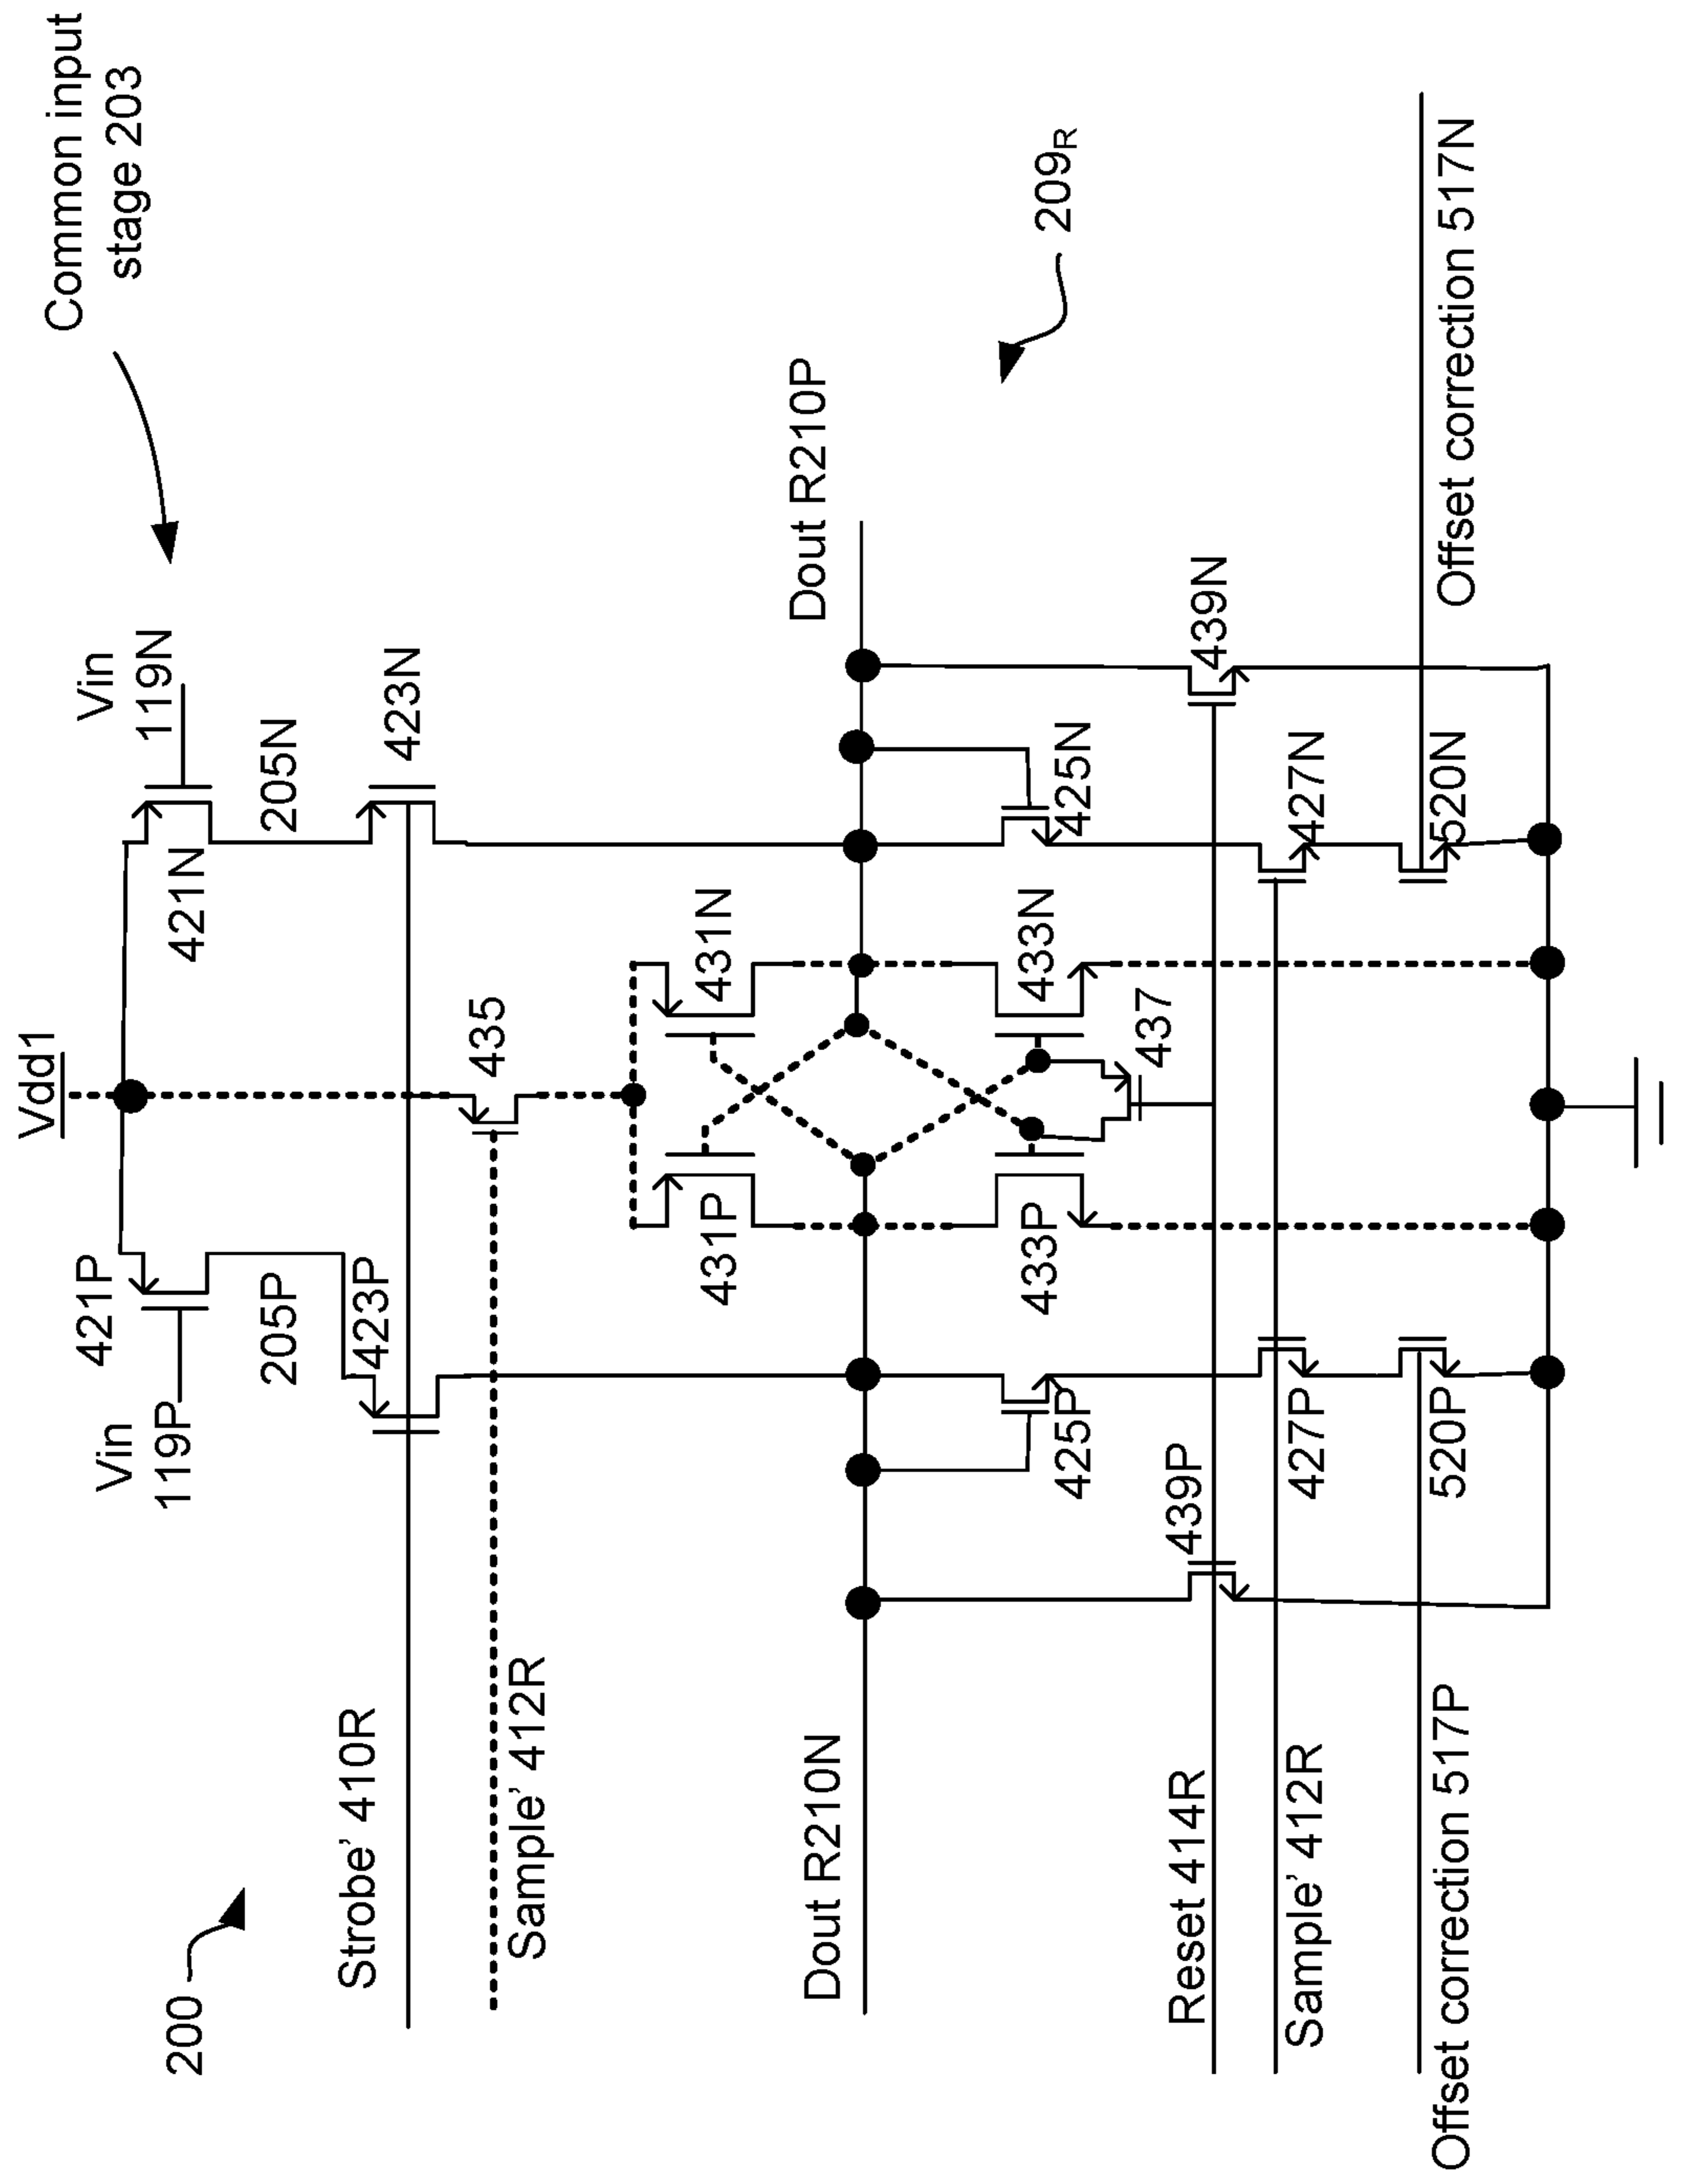 Common input
stage 203
200
Vdd1
Vin
119P
421P
421N
Vin
119N
205P
205N
423P
423N
Strobe’ 410R
435
Sample’ 412R
431P
431N
Dout R210N
Dout R210P
209R
425P
433P
433N
425N
437
439P
439N
Reset 414R
427P
427N
Sample’ 412R
520P
520N
Offset correction 517P
Offset correction 517N